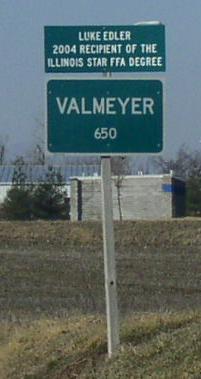 LUKE EDLER
2004 RECIPIENT OF THE
ILLINOIS STAR FFA DEGREE
VALMEYER
650